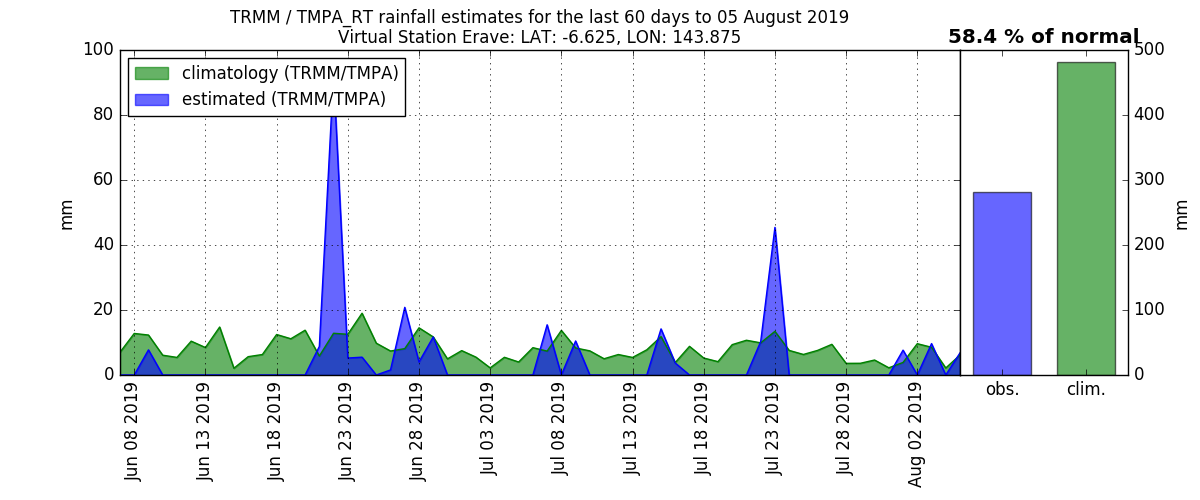 TRMM / TMPA_RT rainfall estimates for the last 60 days to 05 August 2019
Virtual Station Erave: LAT: -6.625, LON: 143.875
58.4 % of normal
climatology (TRMM/TMPA)
estimated (TRMM/TMPA)
100
80
60
40
20
0
mm
Jun 08 2019
Jun 13 2019
Jun 18 2019
Jun 23 2019
Jun 28 2019
Jul 03 2019
Jul 08 2019
Jul 13 2019
Jul 18 2019
Jul 23 2019
Jul 28 2019
Aug 02 2019
obs.
clim.
500
400
300
200
100
0
mm